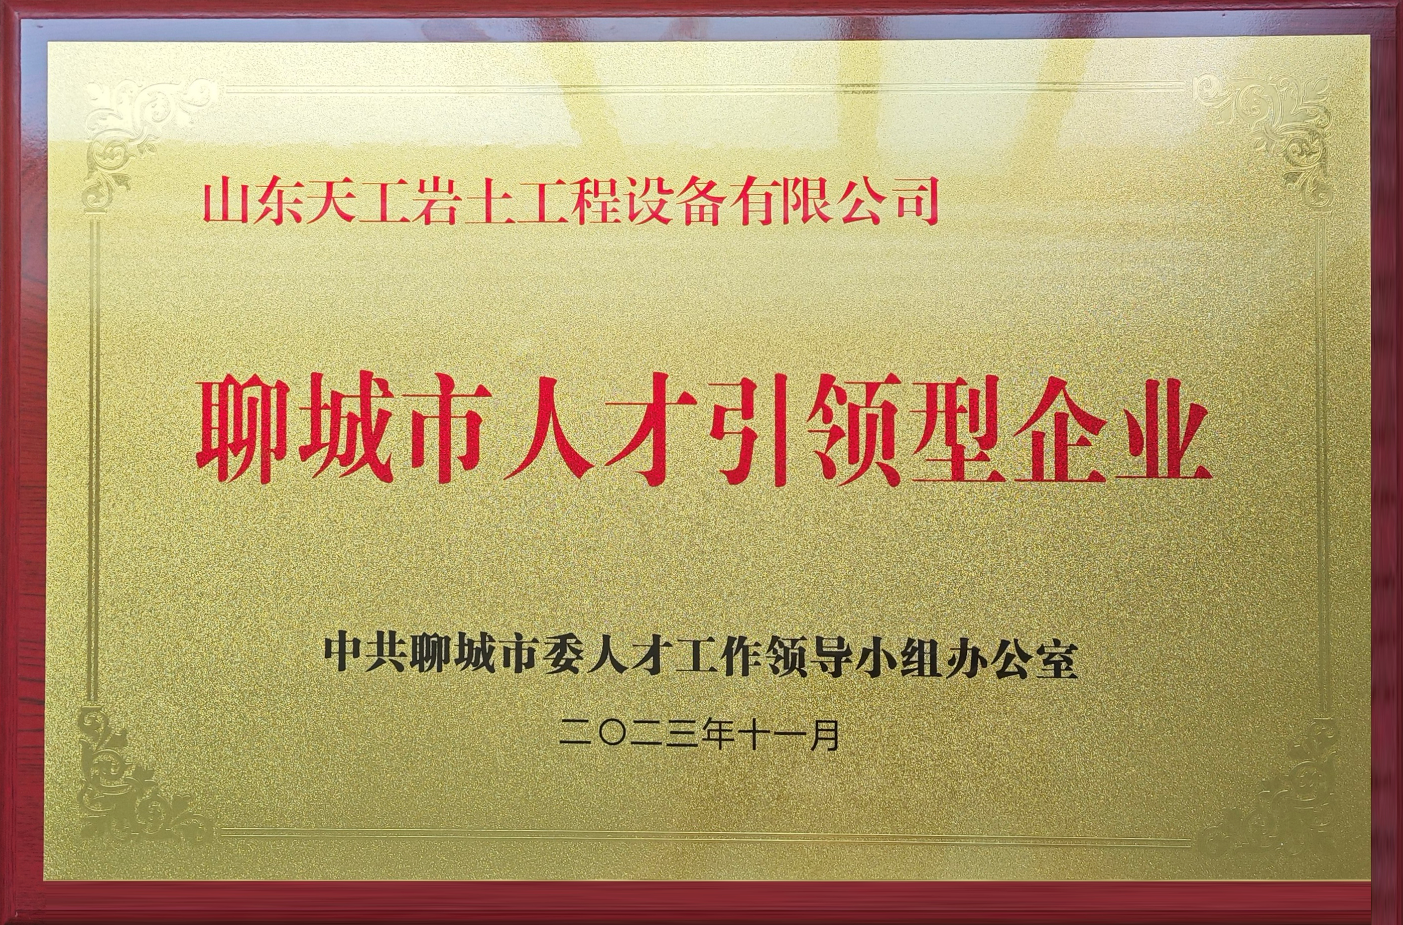 山东天工岩土工程设备有限公司
聊城市人才引领型企业
中共聊城市委人才工作领导小组办公室
二〇二三年十一月